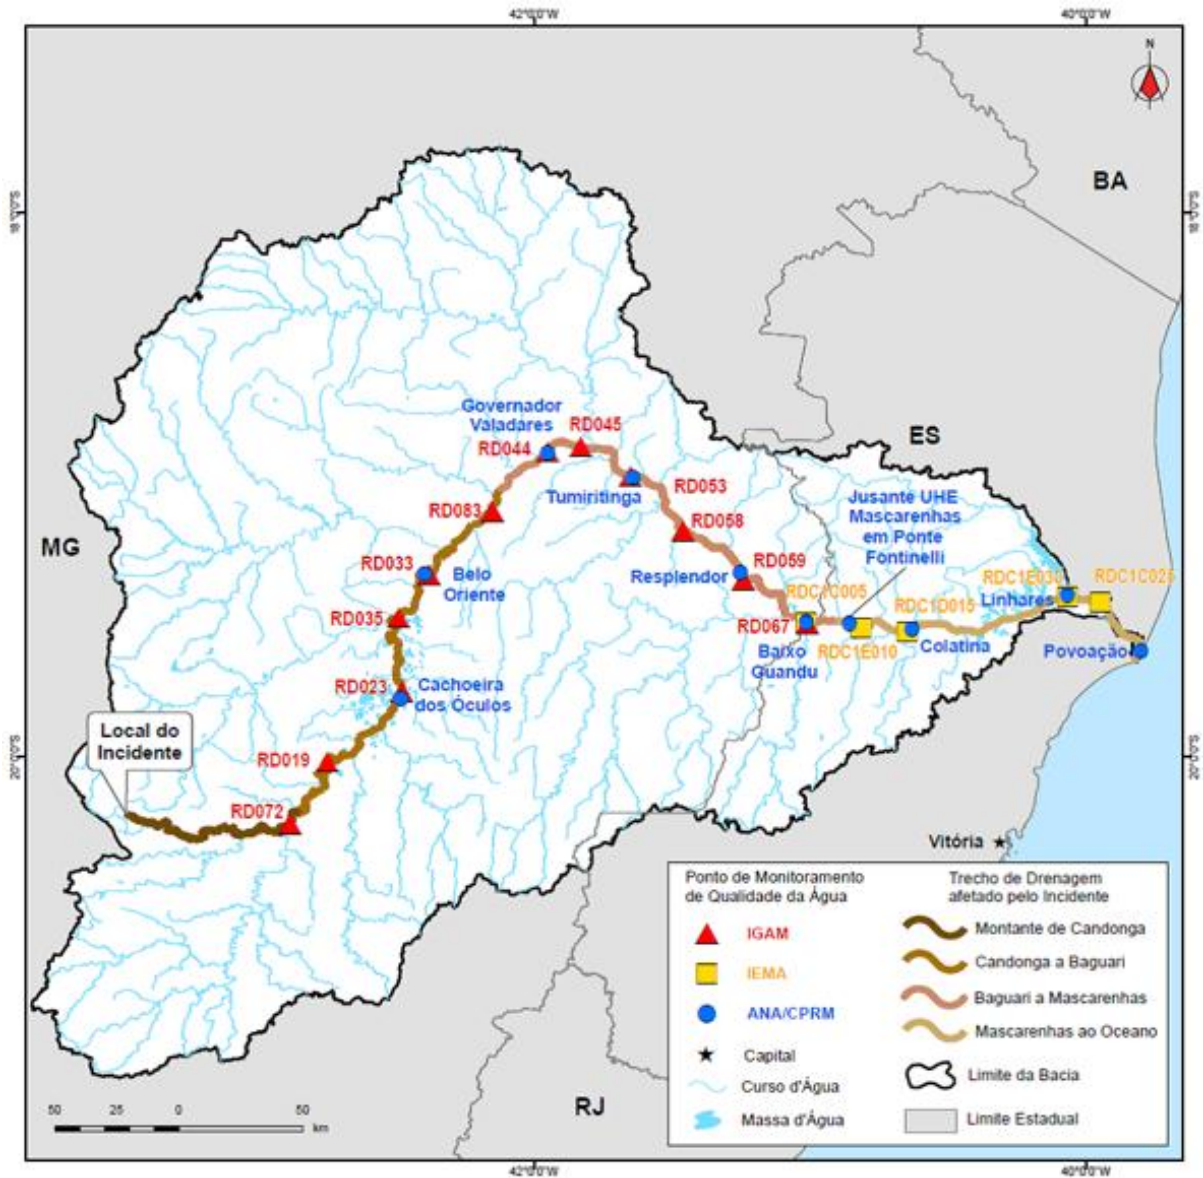 42°0'0"W
40°0'0"W
N
BA
18°0'0"S
18°0'0"S
Governador
Valadares
RD045
RD044
ES
Tumiritinga
RD053
Jusante UHE
Mascarenhas
em Ponte
Fontinelli
RD083
RD058
MG
RD033
Belo
Oriente
Resplendor
RD059
RDC1C005
RDC1E030
RDC1C025
Linhares
RD035
RDC1D015
RD067
Baixo
Guandu
RDC1E010
Colatina
Povoação
RD023
Cachoeira
dos Óculos
Local do
Incidente
RD019
20°0'0"S
20°0'0"S
RD072
Vitória
Ponto de Monitoramento
de Qualidade da Água
IGAM
IEMA
ANA/CPRM
Capital
Curso d'Água
Massa d'Água
Trecho de Drenagem
afetado pelo Incidente
Montante de Candonga
Candonga a Baguari
Baguari a Mascarenhas
Mascarenhas ao Oceano
Limite da Bacia
Limite Estadual
RJ
50 25 0 50
km
42°0'0"W
40°0'0"W